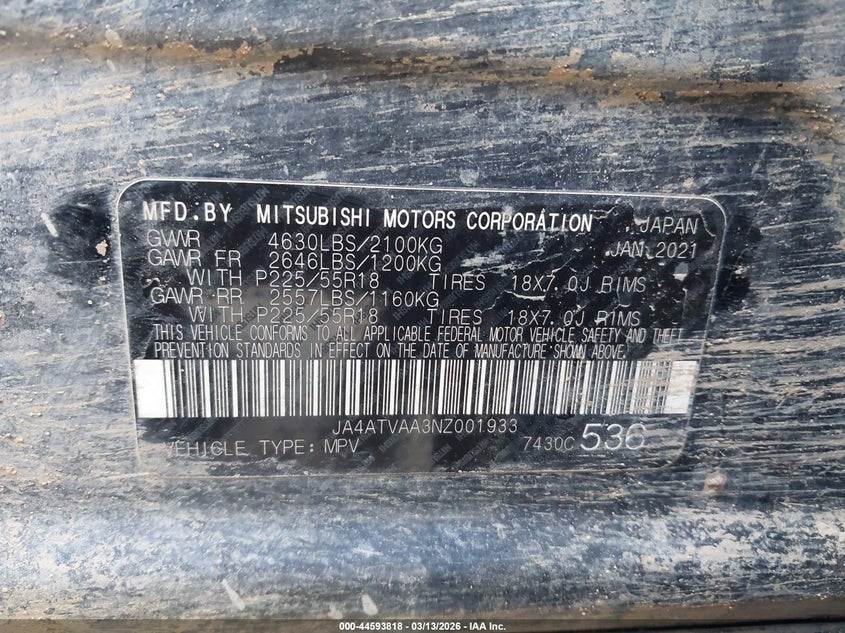 MFD.BY MITSUBISHI MOTORS CORPORATION JAPAN
GWR 4630LBS/2100KG JAN 2021
GAWR FR 2646LBS/1200KG
WITH P225/55R18 TIRES 18X7.0J RIMS
GAWR RR 2557LBS/1160KG
WITH P225/55R18 TIRES 18X7.0J RIMS
THIS VEHICLE CONFORMS TO ALL APPLICABLE FEDERAL MOTOR VEHICLE SAFETY AND THEFT
PREVENTION STANDARDS IN EFFECT ON THE DATE OF MANUFACTURE SHOWN ABOVE.
JA4ATVAA3NZ001933
VEHICLE TYPE: MPV 7430C 536
000-44593818 - 03/13/2026 - IAA Inc.